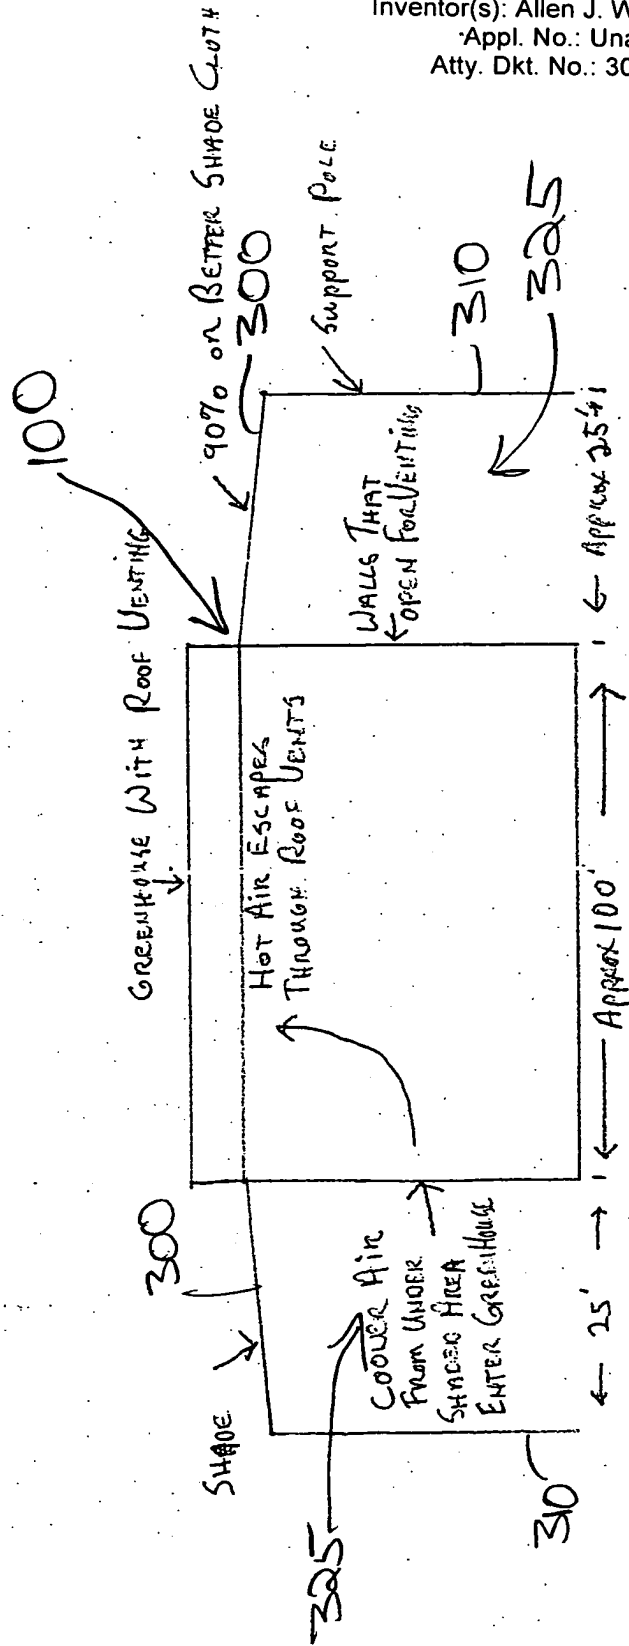 Inventor(s): Allen J. W
Appl. No.: Una
Atty. Dkt. No.: 30
100
GREENHOUSE WITH ROOF VENTING
90% OR BETTER SHADE CLOTH
300
300
SHADE
SUPPORT POLE
HOT AIR ESCAPES
THROUGH ROOF VENTS
WALLS THAT
OPEN FOR VENTING
310
325
325
COOLER AIR
FROM UNDER
SHADED AREA
ENTER GREENHOUSE
310
25'
APPROX 100'
APPROX 25'